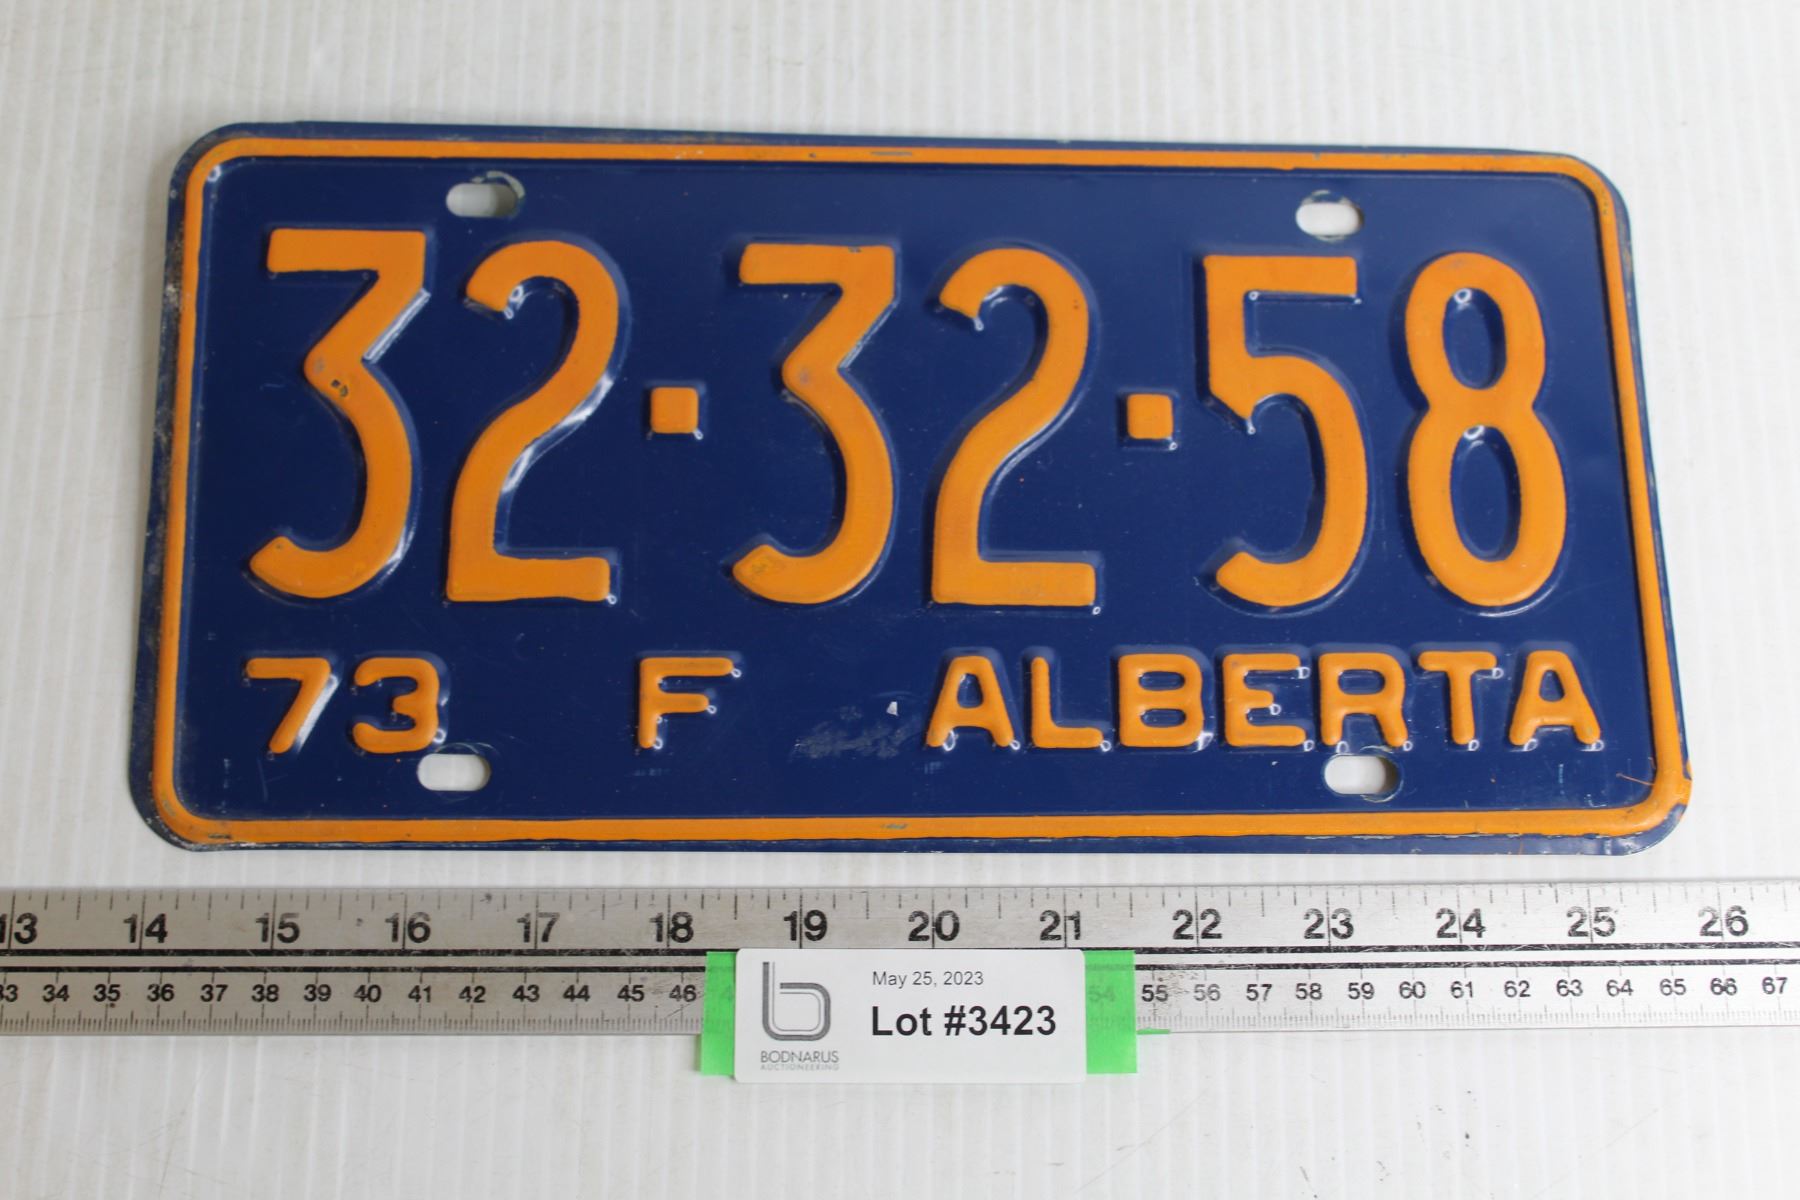 32·32·58
73 F ALBERTA
13 14 15 16 17 18 19 20 21 22 23 24 25 26
33 34 35 36 37 38 39 40 41 42 43 44 45 46 54 55 56 57 58 59 60 61 62 63 64 65 66 67
May 25, 2023
Lot #3423
BODNARUS
AUCTIONEERING